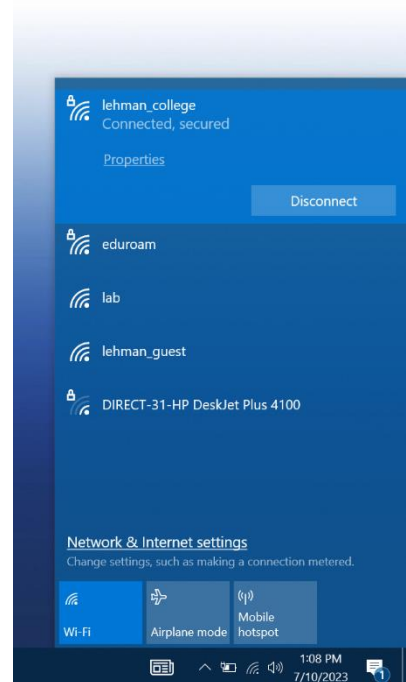 lehman_college
Connected, secured
Properties
Disconnect
eduroam
lab
lehman_guest
DIRECT-31-HP DeskJet Plus 4100
Network & Internet settings
Change settings, such as making a connection metered.
Wi-Fi
Airplane mode
Mobile
hotspot
1:08 PM
7/10/2023
1